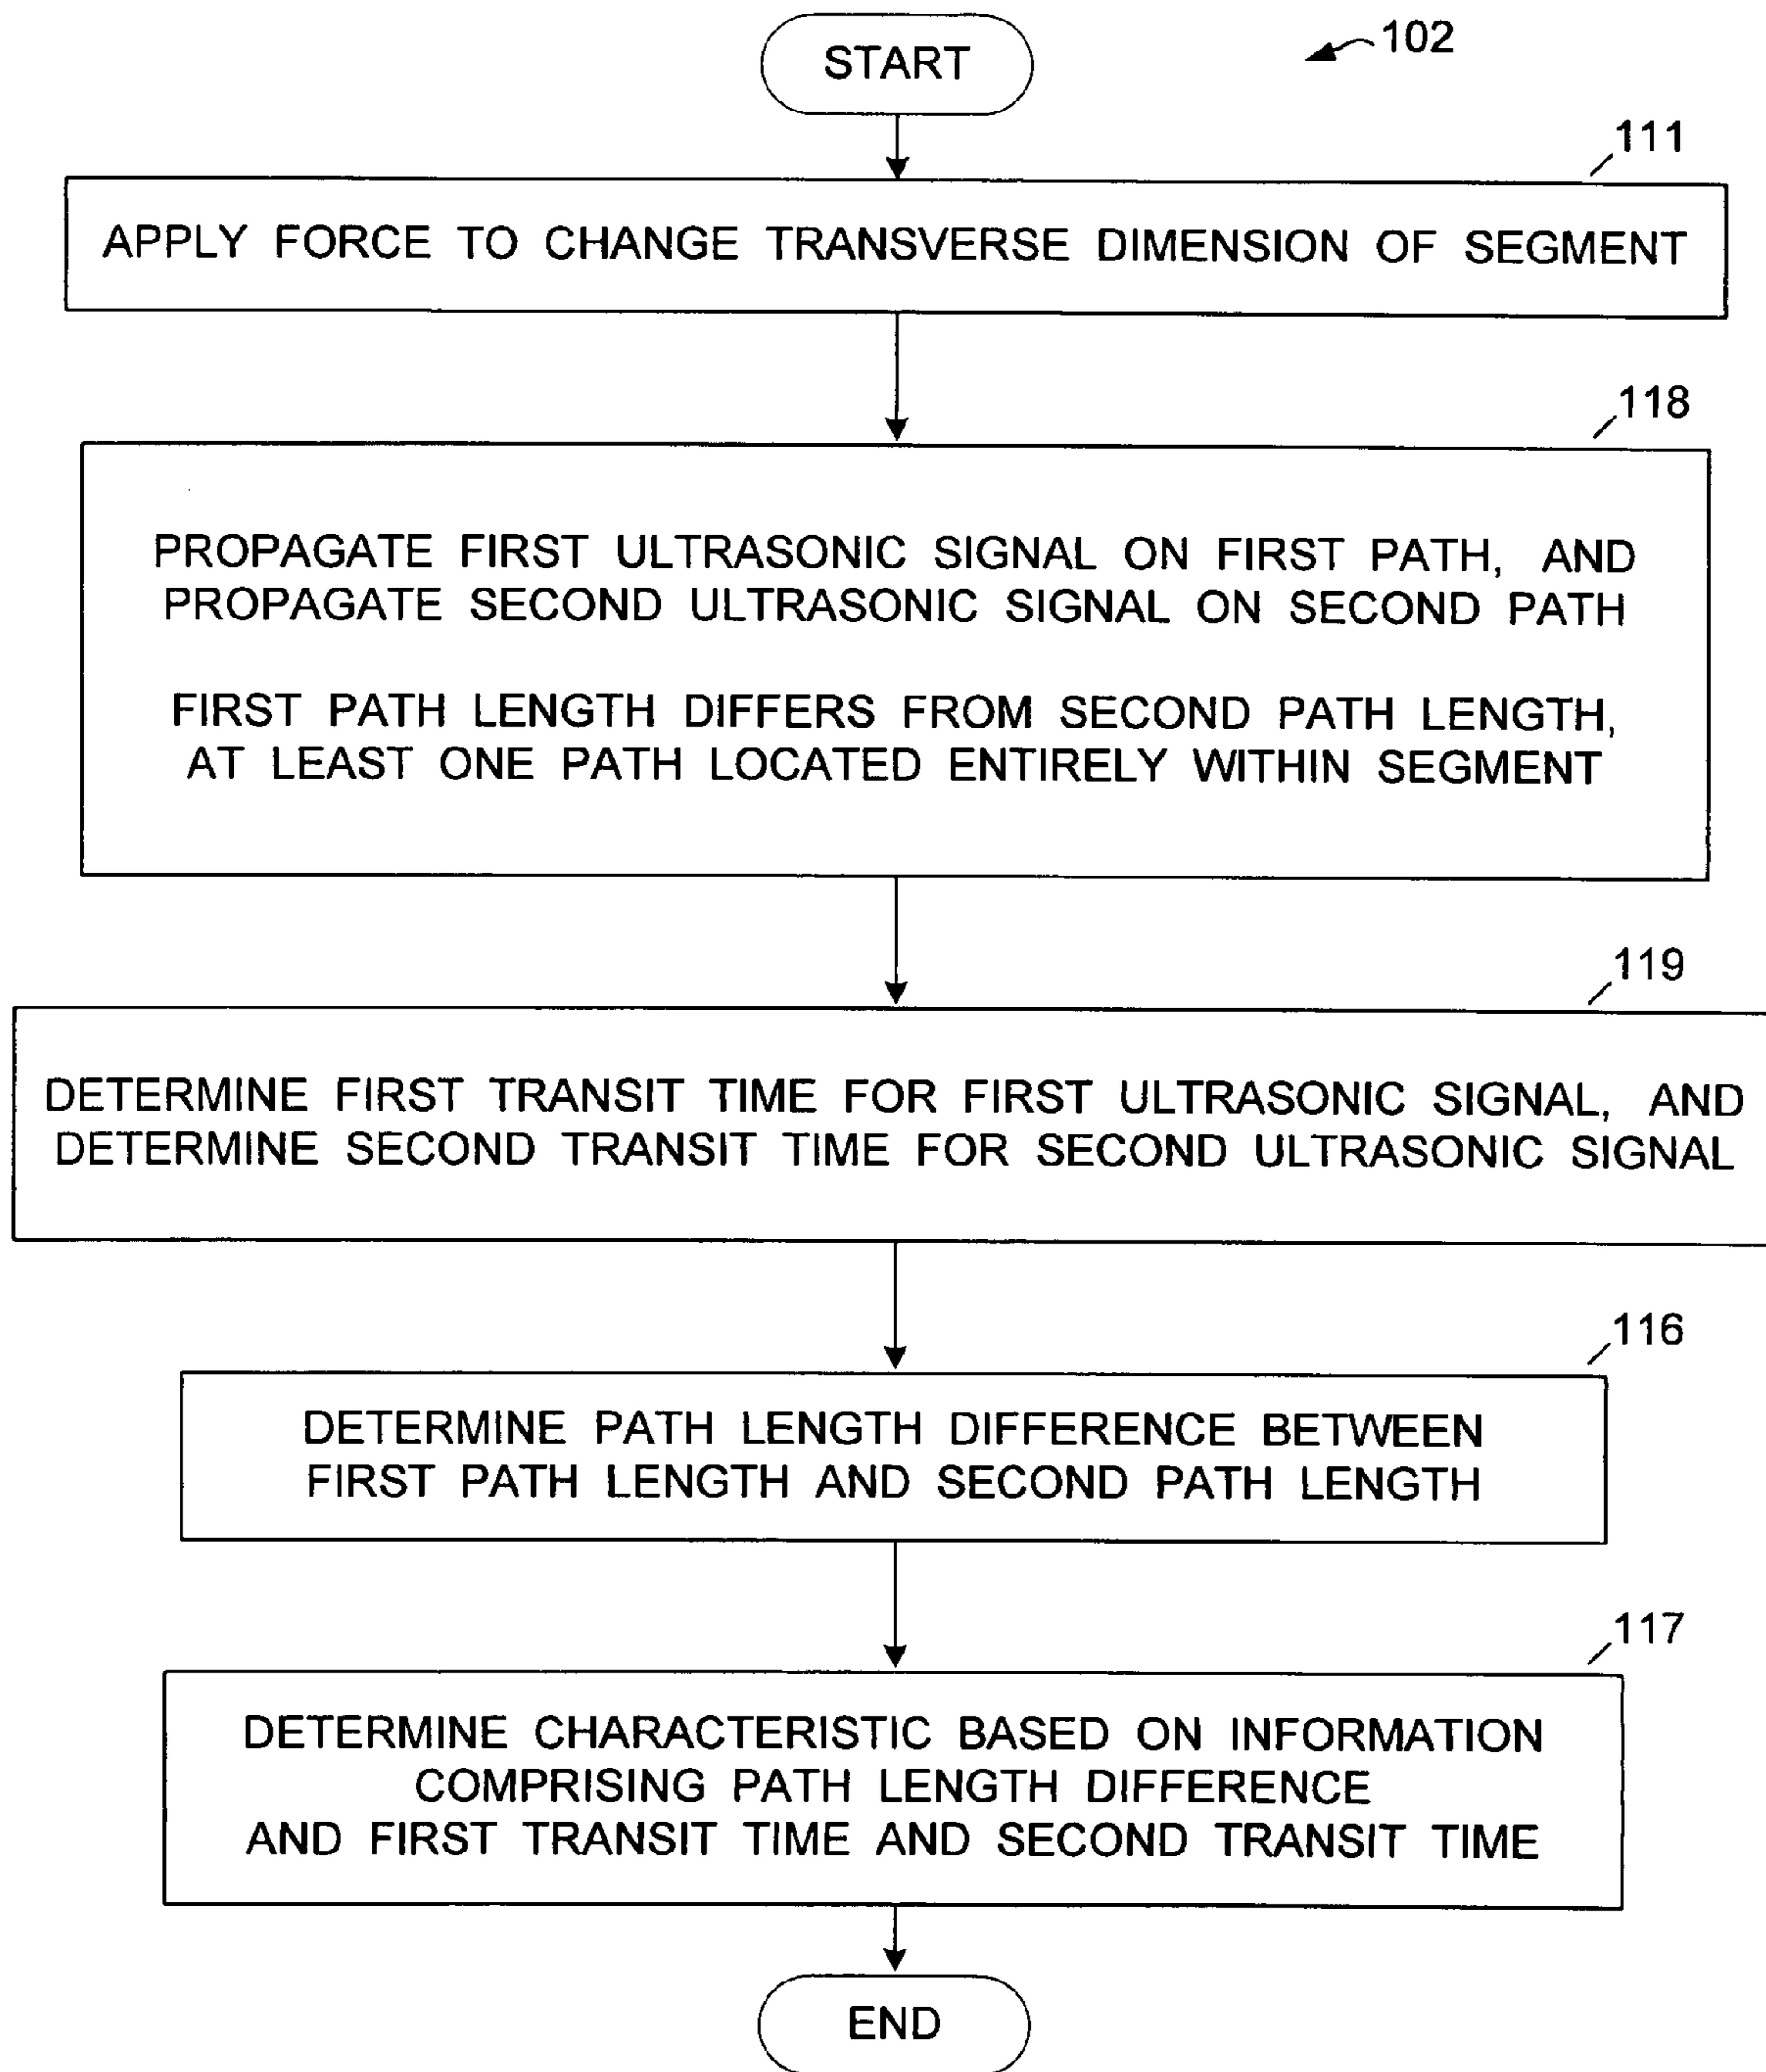 START
102
111
APPLY FORCE TO CHANGE TRANSVERSE DIMENSION OF SEGMENT
118
PROPAGATE FIRST ULTRASONIC SIGNAL ON FIRST PATH, AND
PROPAGATE SECOND ULTRASONIC SIGNAL ON SECOND PATH
FIRST PATH LENGTH DIFFERS FROM SECOND PATH LENGTH,
AT LEAST ONE PATH LOCATED ENTIRELY WITHIN SEGMENT
119
DETERMINE FIRST TRANSIT TIME FOR FIRST ULTRASONIC SIGNAL, AND
DETERMINE SECOND TRANSIT TIME FOR SECOND ULTRASONIC SIGNAL
116
DETERMINE PATH LENGTH DIFFERENCE BETWEEN
FIRST PATH LENGTH AND SECOND PATH LENGTH
117
DETERMINE CHARACTERISTIC BASED ON INFORMATION
COMPRISING PATH LENGTH DIFFERENCE
AND FIRST TRANSIT TIME AND SECOND TRANSIT TIME
END